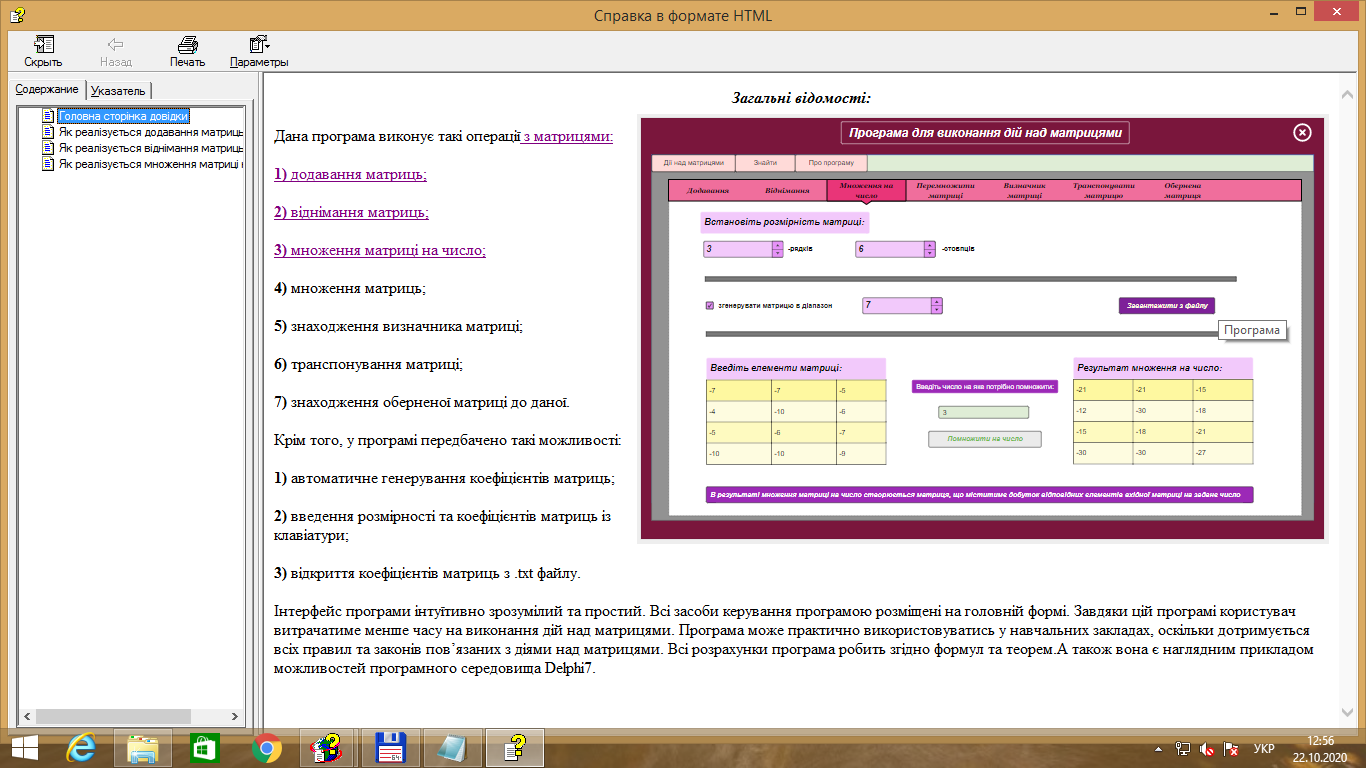 Справка в формате HTML
Скрыть
Назад
Печать
Параметры
Содержание
Указатель
Головна сторінка довідки
Як реалізується додавання матриць
Як реалізується віднімання матриць
Як реалізується множення матриці
Загальні відомості:
Дана програма виконує такі операції з матрицями:
1) додавання матриць;
2) віднімання матриць;
3) множення матриці на число;
4) множення матриць;
5) знаходження визначника матриці;
6) транспонування матриці;
7) знаходження оберненої матриці до даної.
Крім того, у програмі передбачено такі можливості:
1) автоматичне генерування коефіцієнтів матриць;
2) введення розмірності та коефіцієнтів матриць із
клавіатури;
3) відкриття коефіцієнтів матриць з .txt файлу.
Програма для виконання дій над матрицями
Дії над матрицями
Знайти
Про програму
Додавання
Віднімання
Множення на
число
Перемножити
матриці
Визначник
матриці
Транспонувати
матрицю
Обернена
матриця
Встановіть розмірність матриці:
3
-рядків
6
-отовпців
згенерувати матрицю в діапазон
7
Завантажити з файлу
Програма
Введіть елементи матриці:
-7 -7 -5
-4 -10 -6
-5 -6 -7
-10 -10 -9
Введіть число на яке потрібно помножити:
3
Помножити на число
Результат множення на число:
-21 -21 -15
-12 -30 -18
-15 -18 -21
-30 -30 -27
В результаті множення матриці на число створюється матриця, що міститиме добуток відповідних елементів вхідної матриці на задане число
Інтерфейс програми інтуїтивно зрозумілий та простий. Всі засоби керування програмою розміщені на головній формі. Завдяки цій програмі користувач
витрачатиме менше часу на виконання дій над матрицями. Програма може практично використовуватись у навчальних закладах, оскільки дотримується
всіх правил та законів пов’язаних з діями над матрицями. Всі розрахунки програма робить згідно формул та теорем.А також вона є наглядним прикладом
можливостей програмного середовища Delphi7.
64
УКР
12:56
22.10.2020